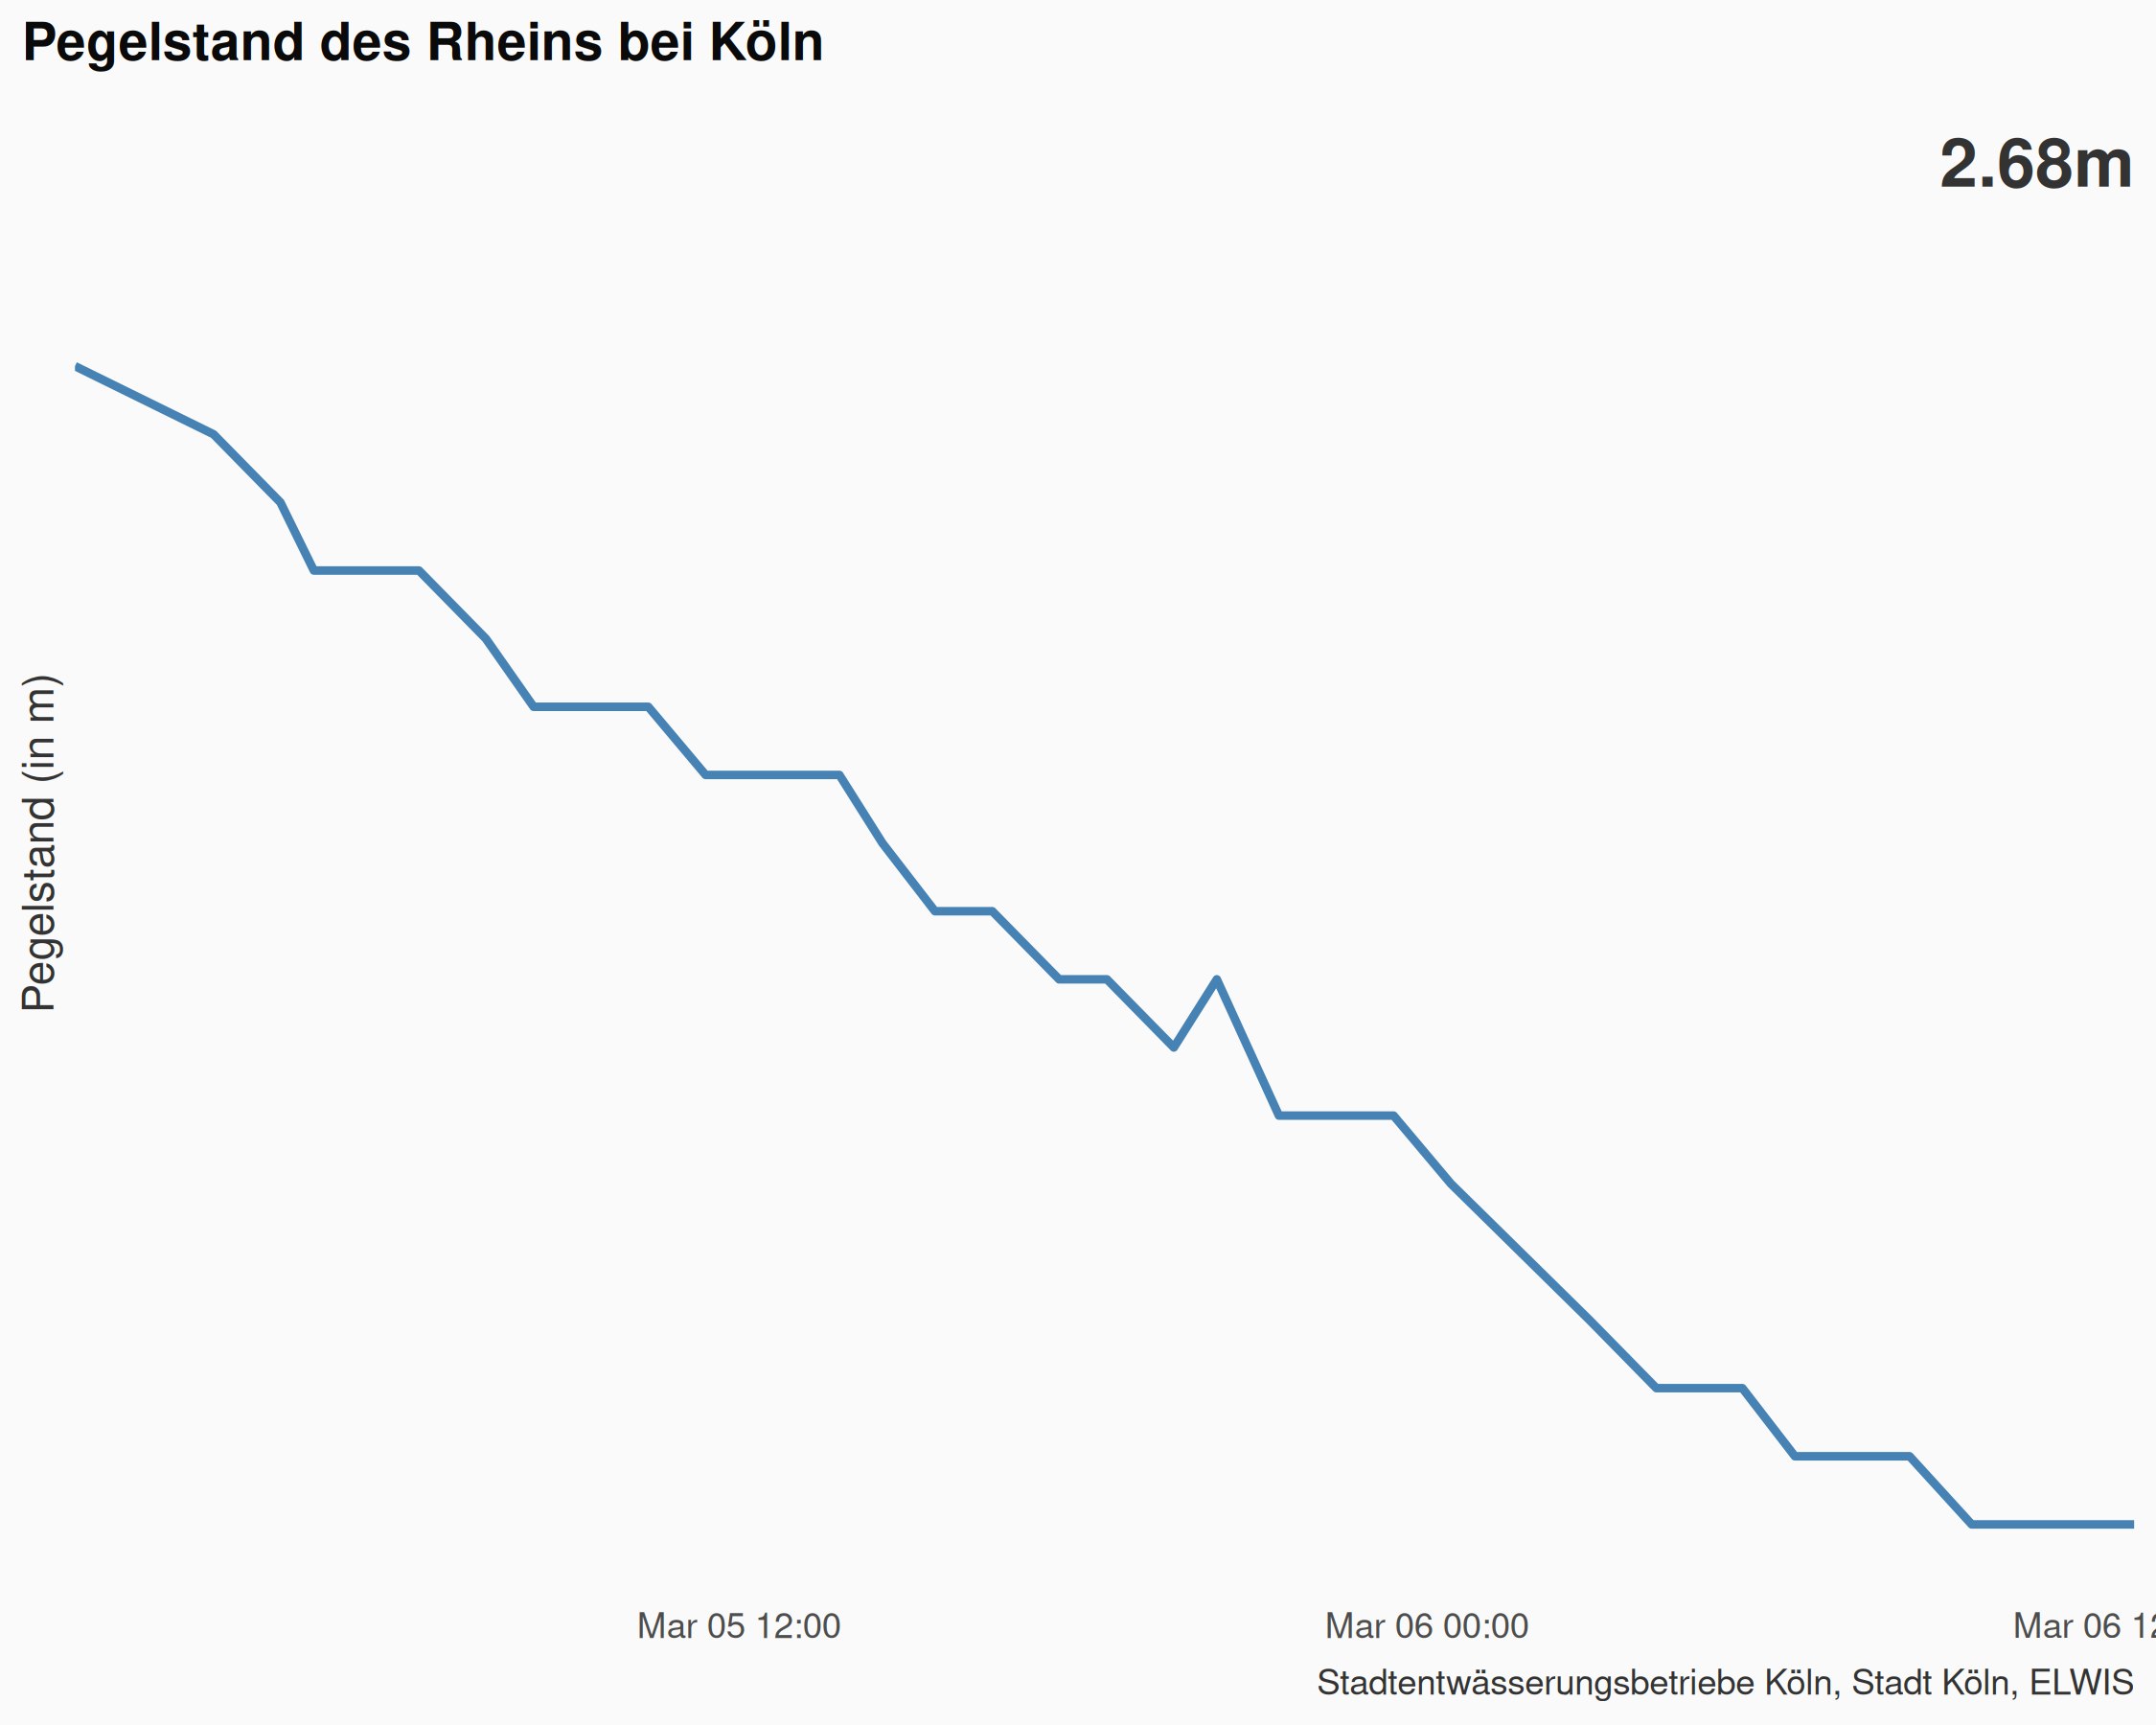 Pegelstand des Rheins bei Köln
2.68m
Pegelstand (in m)
Mar 05 12:00
Mar 06 00:00
Mar 06 12
Stadtentwässerungsbetriebe Köln, Stadt Köln, ELWIS